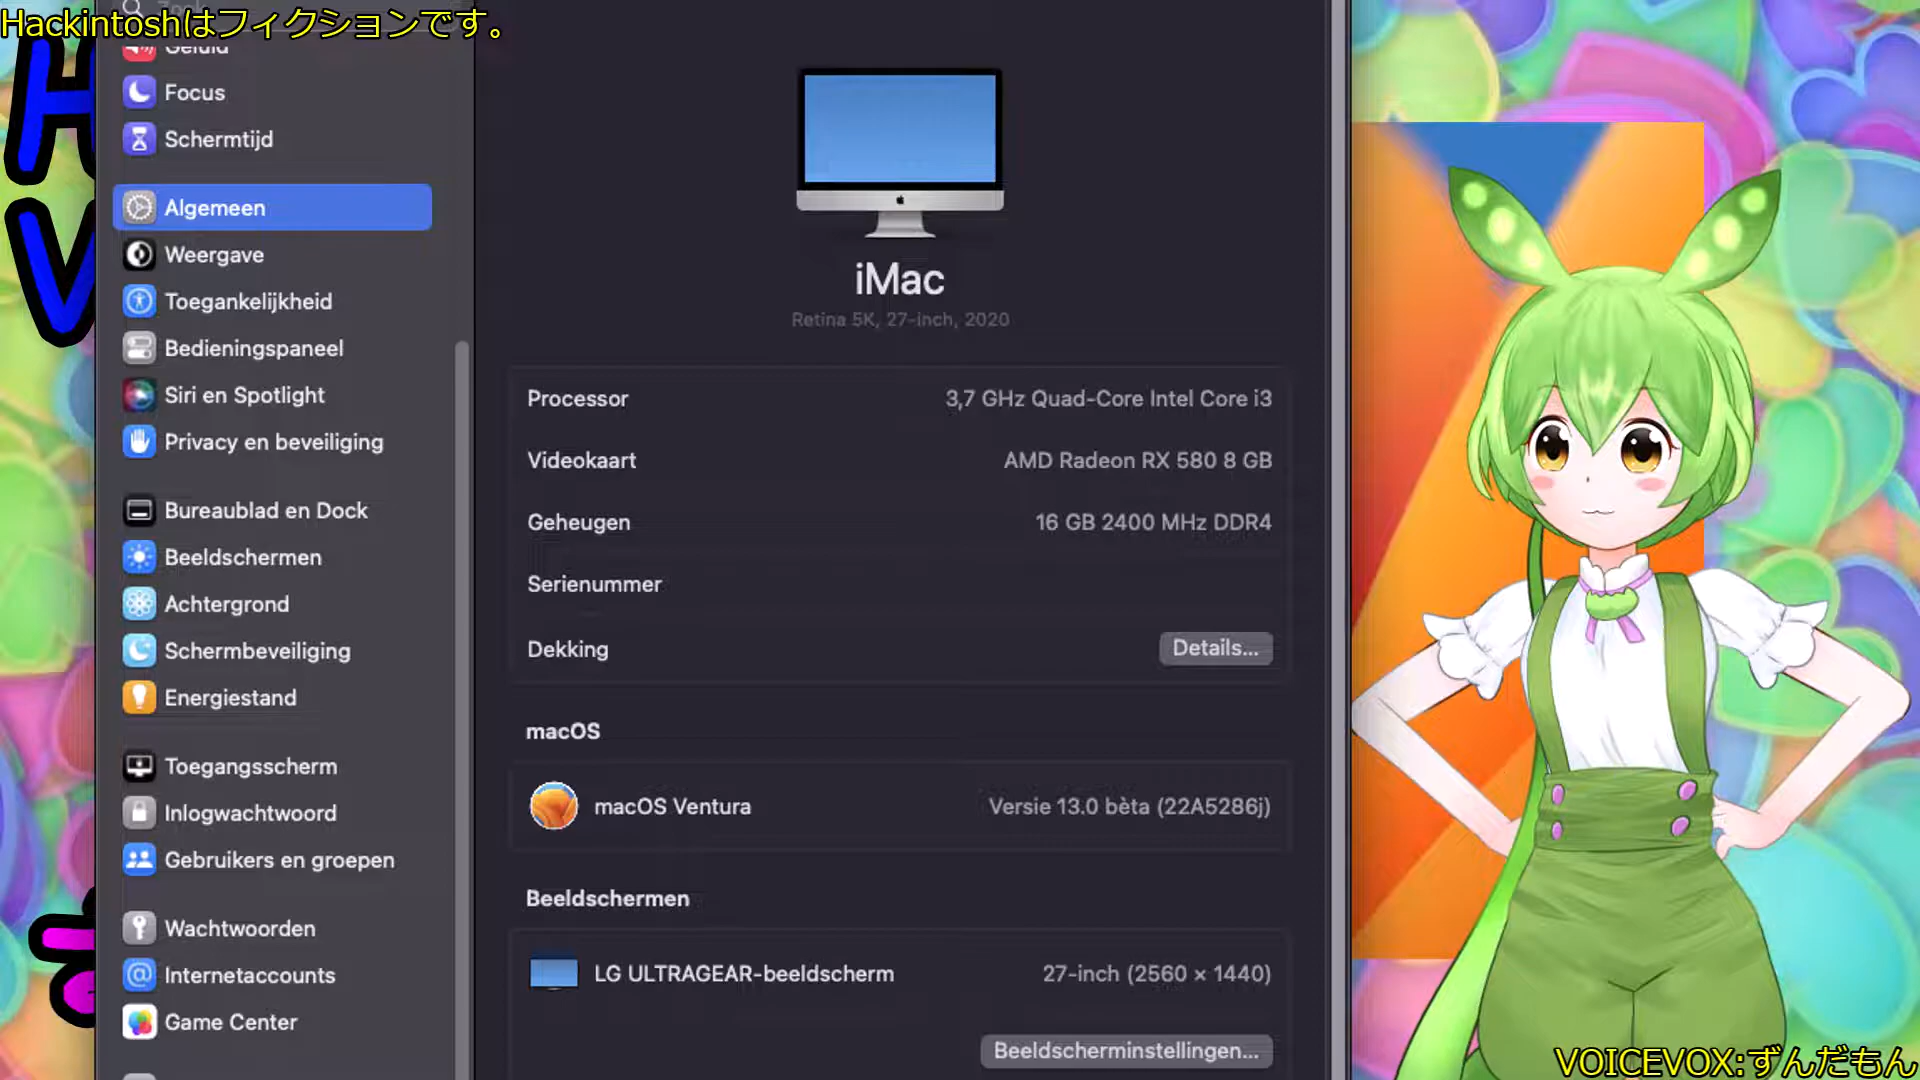 Hackintoshはフィクションです。
Zoek
Geluid
Focus
Schermtijd
Algemeen
Weergave
Toegankelijkheid
Bedieningspaneel
Siri en Spotlight
Privacy en beveiliging
Bureaublad en Dock
Beeldschermen
Achtergrond
Schermbeveiliging
Energiestand
Toegangsscherm
Inlogwachtwoord
Gebruikers en groepen
Wachtwoorden
Internetaccounts
Game Center
iMac
Retina 5K, 27-inch, 2020
Processor 3,7 GHz Quad-Core Intel Core i3
Videokaart AMD Radeon RX 580 8 GB
Geheugen 16 GB 2400 MHz DDR4
Serienummer
Dekking Details...
macOS
macOS Ventura Versie 13.0 bèta (22A5286j)
Beeldschermen
LG ULTRAGEAR-beeldscherm 27-inch (2560 × 1440)
Beeldscherminstellingen...
VOICEVOX:ずんだもん